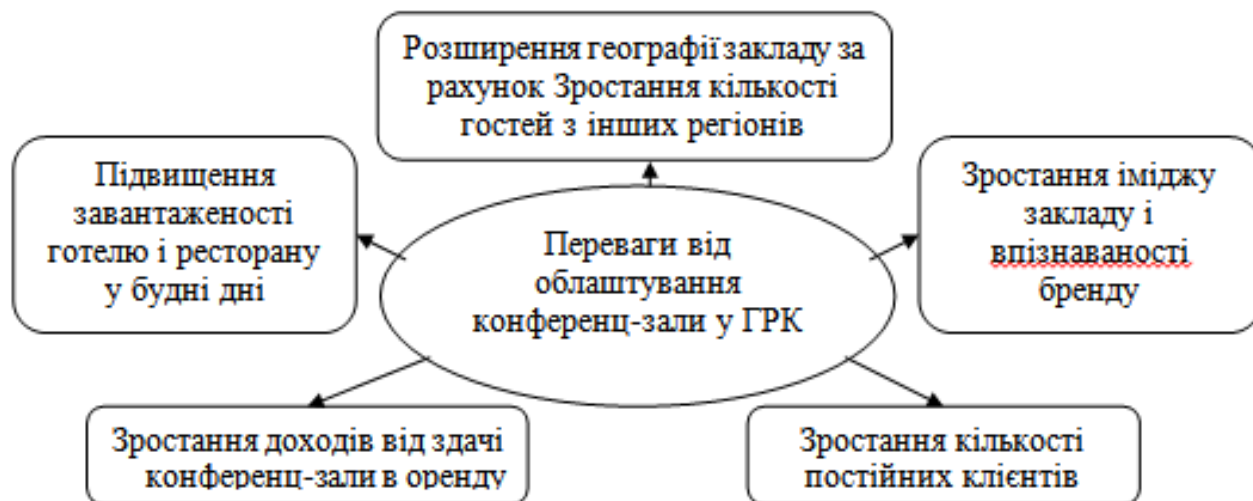 Розширення географії закладу за
рахунок Зростання кількості
гостей з інших регіонів
Підвищення
завантаженості
готелю і ресторану
у будні дні
Переваги від
облаштування
конференц-зали у ГРК
Зростання іміджу
закладу і
впізнаваності
бренду
Зростання доходів від здачі
конференц-зали в оренду
Зростання кількості
постійних клієнтів